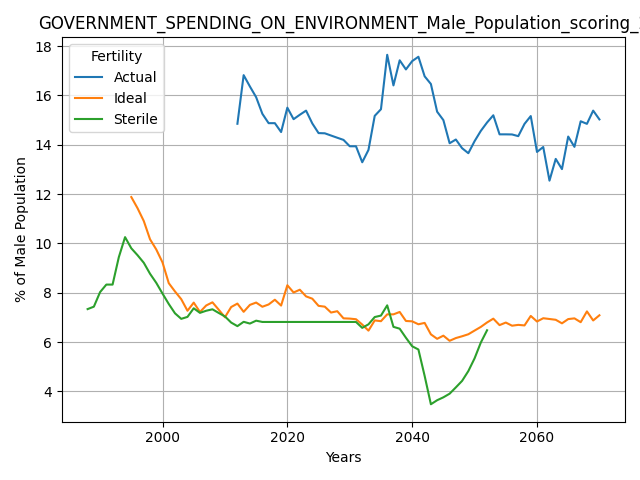 GOVERNMENT_SPENDING_ON_ENVIRONMENT_Male_Population_scoring_
18
16
14
12
10
8
6
4
% of Male Population
Fertility
Actual
Ideal
Sterile
2000
2020
2040
2060
Years